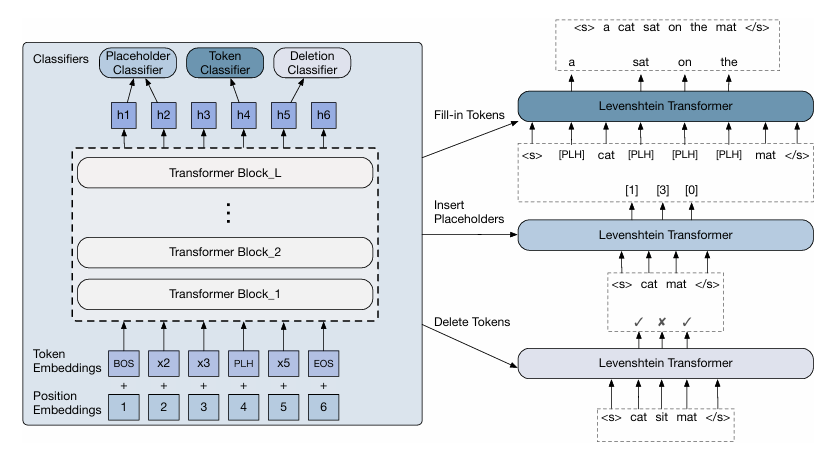 Classifiers
Placeholder
Classifier
Token
Classifier
Deletion
Classifier
h1 h2 h3 h4 h5 h6
Transformer Block_L
Transformer Block_2
Transformer Block_1
Token
Embeddings
BOS x2 x3 PLH x5 EOS
+ + + + + +
Position
Embeddings
1 2 3 4 5 6
Fill-in Tokens
Insert
Placeholders
Delete Tokens
<s> a cat sat on the mat </s>
a sat on the
Levenshtein Transformer
<s> [PLH] cat [PLH] [PLH] [PLH] mat </s>
[1] [3] [0]
Levenshtein Transformer
<s> cat mat </s>
✓ ✘ ✓
Levenshtein Transformer
<s> cat sit mat </s>